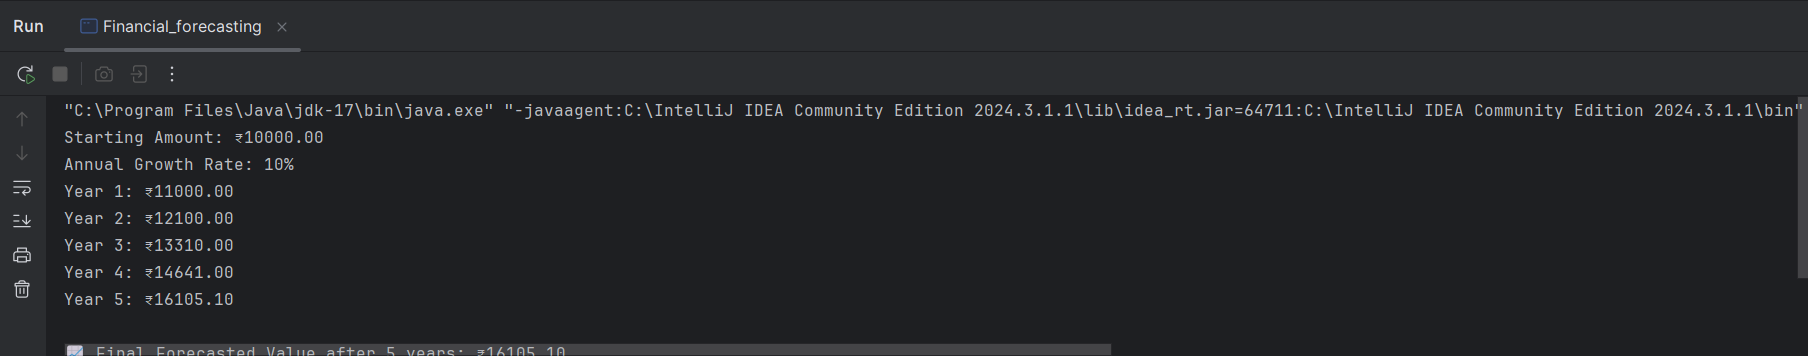 Run Financial_forecasting
"C:\Program Files\Java\jdk-17\bin\java.exe" "-javaagent:C:\IntelliJ IDEA Community Edition 2024.3.1.1\lib\idea_rt.jar=64711:C:\IntelliJ IDEA Community Edition 2024.3.1.1\bin"
Starting Amount: ₹10000.00
Annual Growth Rate: 10%
Year 1: ₹11000.00
Year 2: ₹12100.00
Year 3: ₹13310.00
Year 4: ₹14641.00
Year 5: ₹16105.10
📈 Final Forecasted Value after 5 years: ₹16105.10